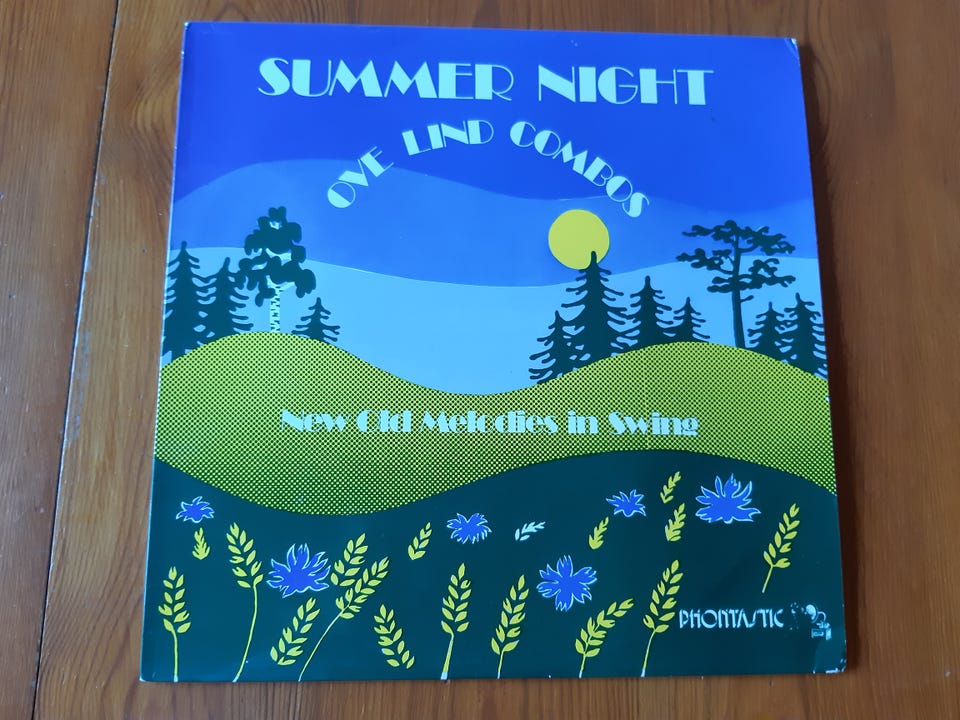 SUMMER NIGHT
OVE LIND COMBOS
New Old Melodies in Swing
PHONTASTIC